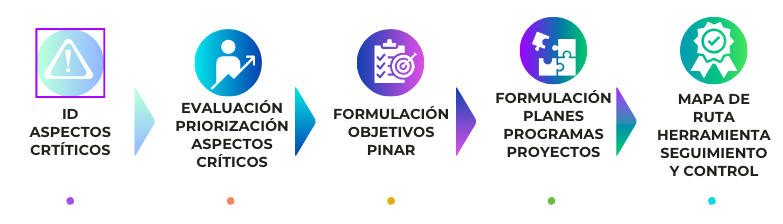 ID
ASPECTOS
CRTÍTICOS
EVALUACIÓN
PRIORIZACIÓN
ASPECTOS
CRÍTICOS
FORMULACIÓN
OBJETIVOS
PINAR
FORMULACIÓN
PLANES
PROGRAMAS
PROYECTOS
MAPA DE
RUTA
HERRAMIENTA
SEGUIMIENTO
Y CONTROL